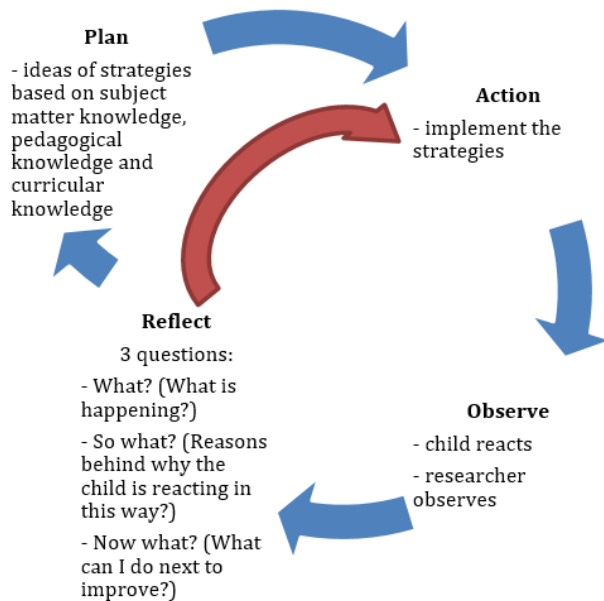 Plan
- ideas of strategies
based on subject
matter knowledge,
pedagogical
knowledge and
curricular
knowledge
Action
- implement the
strategies
Observe
- child reacts
- researcher
observes
Reflect
3 questions:
- What? (What is
happening?)
- So what? (Reasons
behind why the
child is reacting in
this way?)
- Now what? (What
can I do next to
improve?)